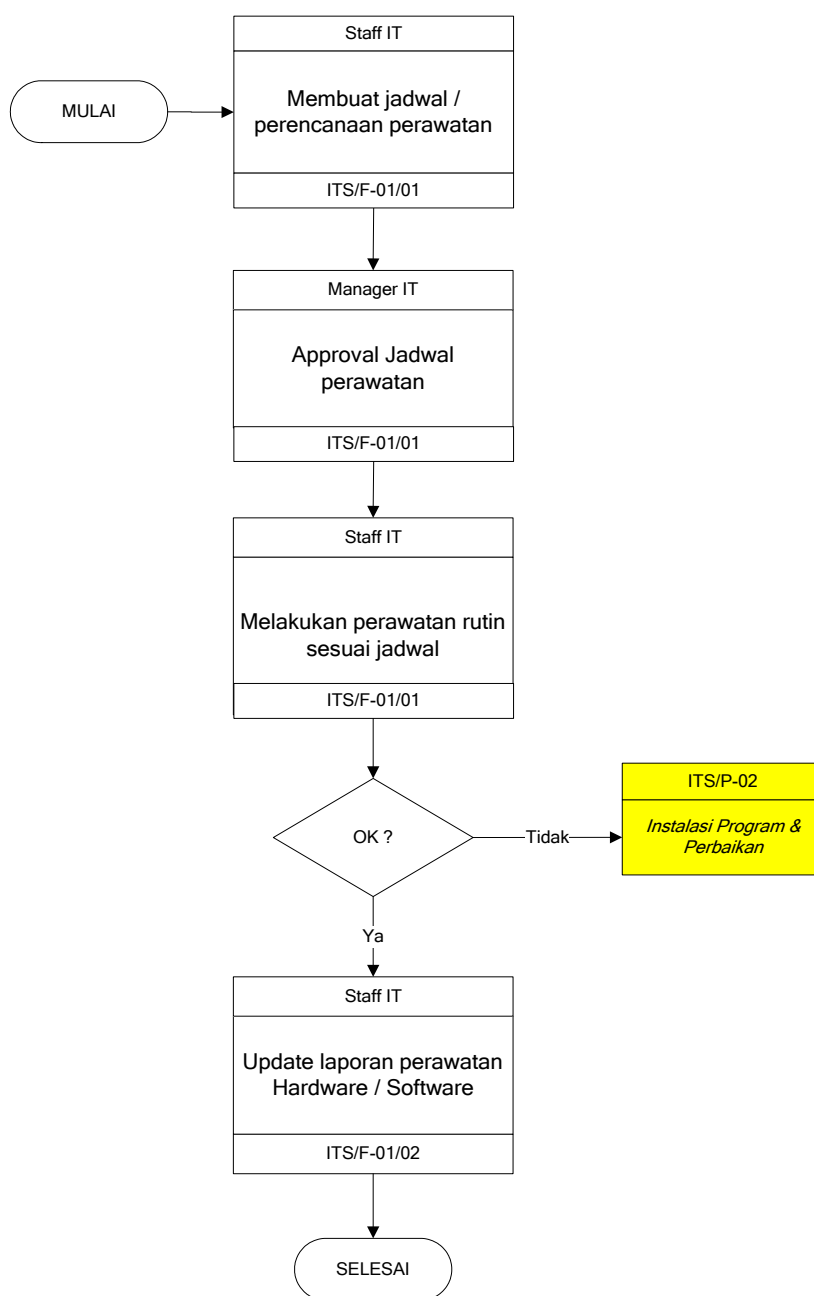 Staff IT
MULAI
Membuat jadwal /
perencanaan perawatan
ITS/F-01/01
Manager IT
Approval Jadwal
perawatan
ITS/F-01/01
Staff IT
Melakukan perawatan rutin
sesuai jadwal
ITS/F-01/01
OK ?
Tidak
ITS/P-02
Instalasi Program &
Perbaikan
Ya
Staff IT
Update laporan perawatan
Hardware / Software
ITS/F-01/02
SELESAI